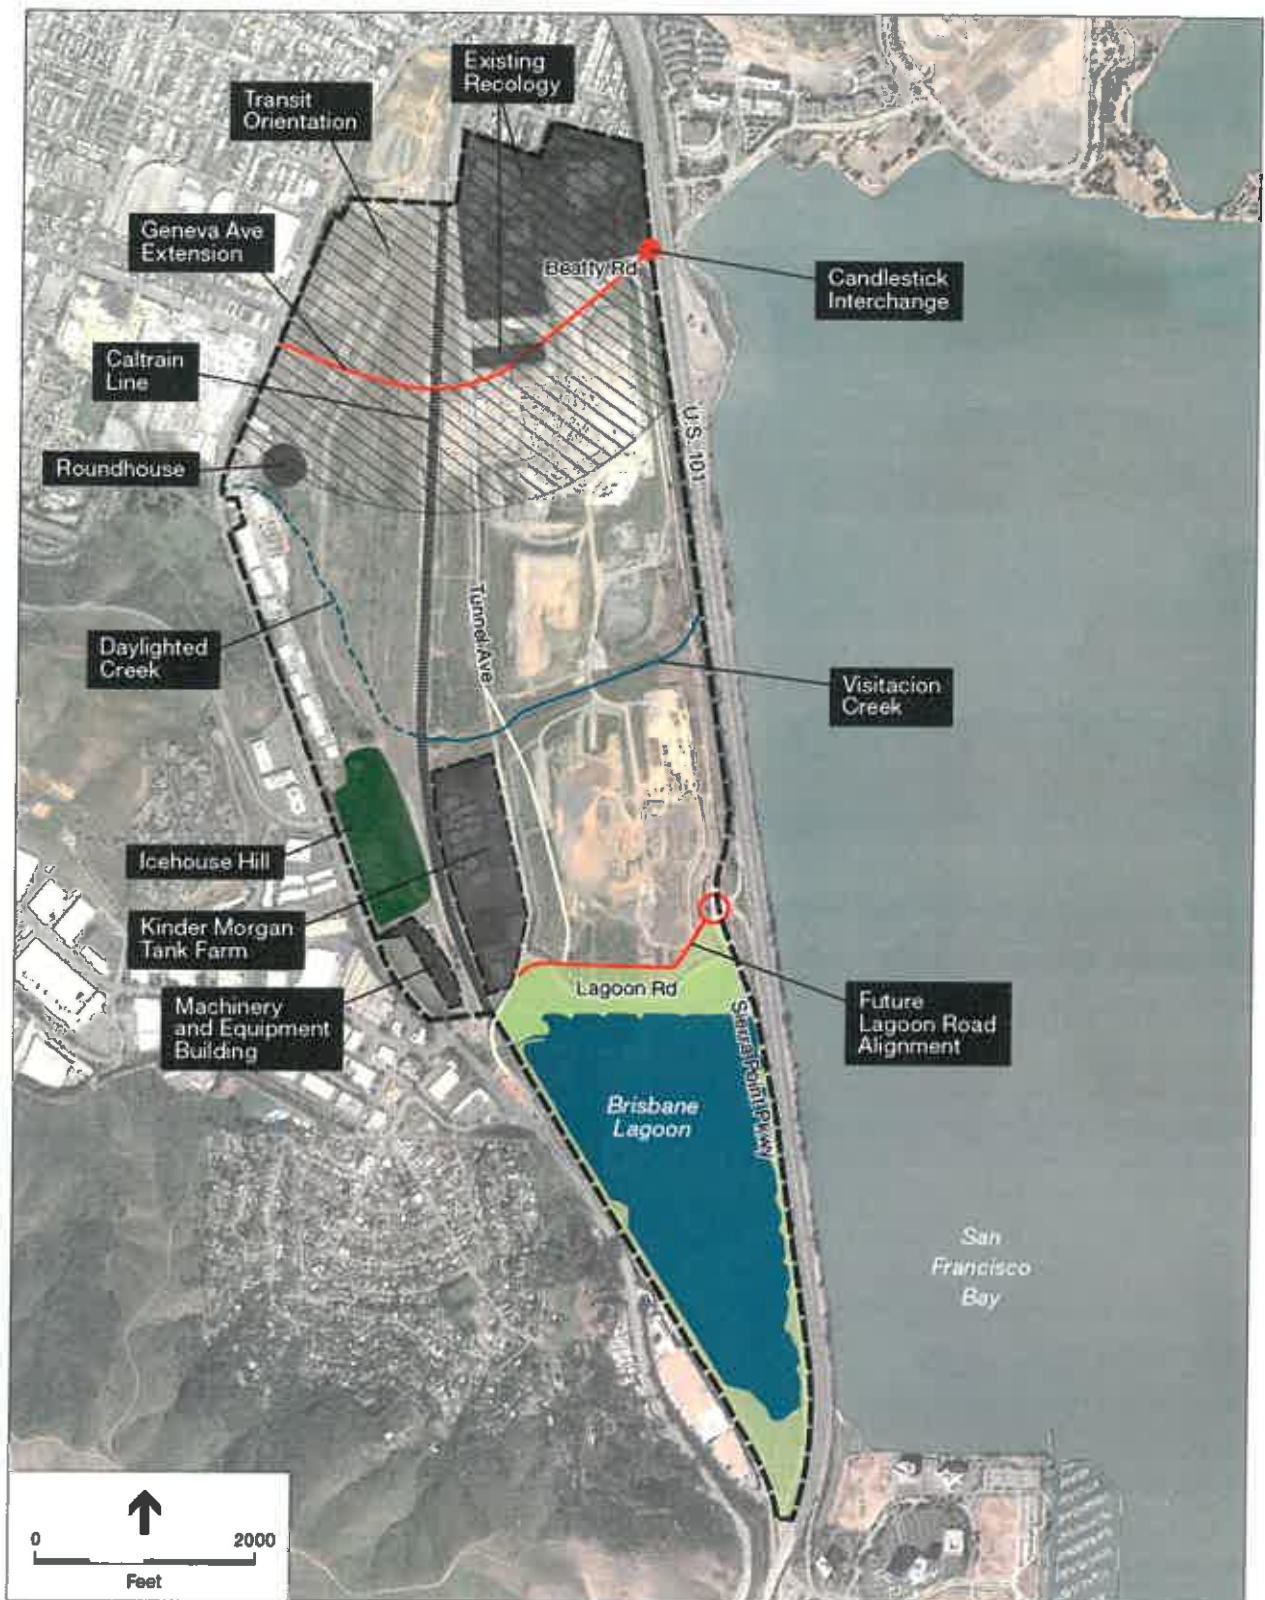 Existing
Recology
Transit
Orientation
Geneva Ave
Extension
Beatty Rd
Candlestick
Interchange
Caltrain
Line
U.S. 101
Roundhouse
Tunnel Ave
Daylighted
Creek
Visitacion
Creek
Icehouse Hill
Kinder Morgan
Tank Farm
Lagoon Rd
Machinery
and Equipment
Building
Future
Lagoon Road
Alignment
Sierra Point Pkwy
Brisbane
Lagoon
San
Francisco
Bay
0 2000
Feet